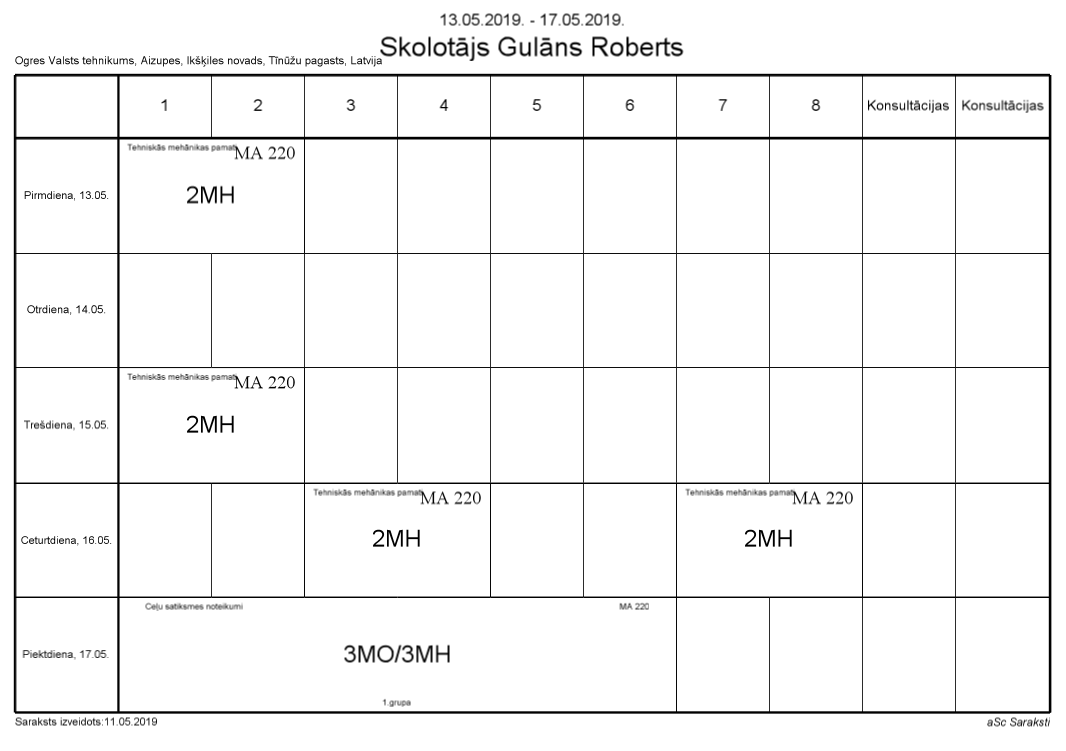 13.05.2019. - 17.05.2019.
Skolotājs Gulāns Roberts
Ogres Valsts tehnikums, Aizupes, Ikšķiles novads, Tīnūžu pagasts, Latvija
1 2 3 4 5 6 7 8 Konsultācijas Konsultācijas
Tehniskās mehānikas pamati MA 220
Pirmdiena, 13.05. 2MH
Otrdiena, 14.05.
Tehniskās mehānikas pamati MA 220
Trešdiena, 15.05. 2MH
Tehniskās mehānikas pamati MA 220 Tehniskās mehānikas pamati MA 220
Ceturtdiena, 16.05. 2MH 2MH
Ceļu satiksmes noteikumi MA 220
Piektdiena, 17.05. 3MO/3MH
1.grupa
Saraksts izveidots:11.05.2019 aSc Saraksti